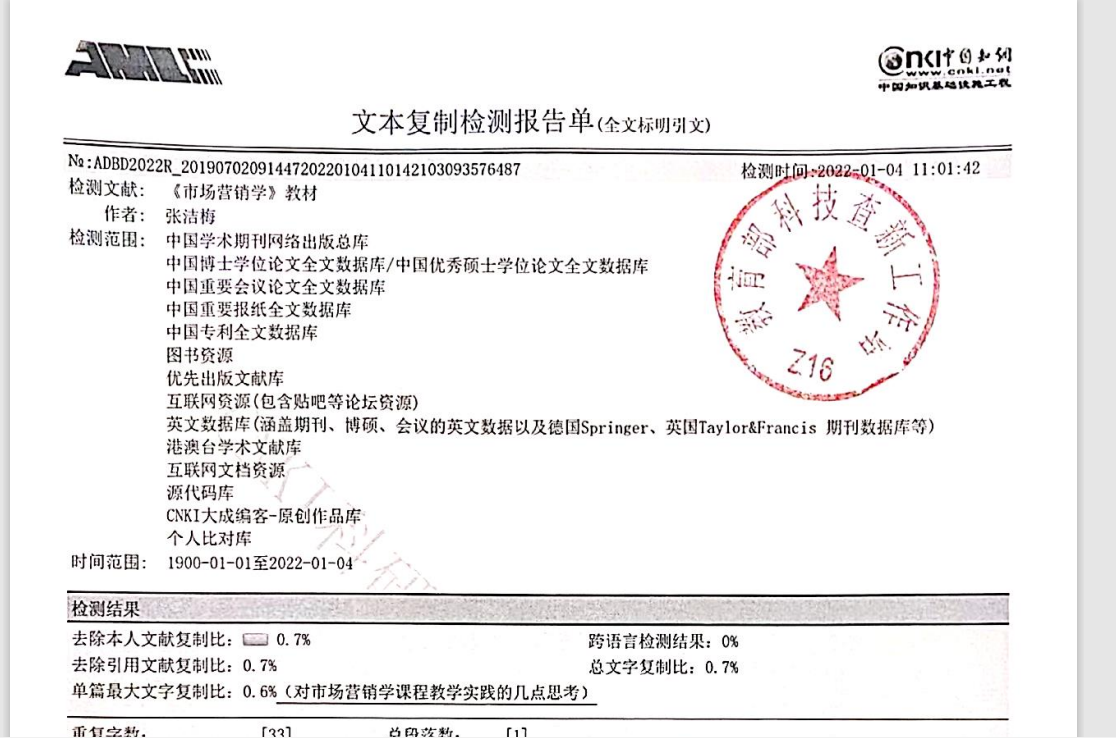 AMLC
cnki中国知网
www.cnki.net
中国知识基础设施工程
文本复制检测报告单(全文标明引文)
№:ADBD2022R_2019070209144720220104110142103093576487
检测时间:2022-01-04 11:01:42
检测文献: 《市场营销学》教材
作者: 张洁梅
检测范围: 中国学术期刊网络出版总库
中国博士学位论文全文数据库/中国优秀硕士学位论文全文数据库
中国重要会议论文全文数据库
中国重要报纸全文数据库
中国专利全文数据库
图书资源
优先出版文献库
互联网资源(包含贴吧等论坛资源)
英文数据库(涵盖期刊、博硕、会议的英文数据以及德国Springer、英国Taylor&Francis 期刊数据库等)
港澳台学术文献库
互联网文档资源
源代码库
CNKI大成编客-原创作品库
个人比对库
时间范围: 1900-01-01至2022-01-04
教育部科技查新工作站
Z16
CNKI科研
检测结果
去除本人文献复制比: 0.7%
跨语言检测结果: 0%
去除引用文献复制比: 0.7%
总文字复制比: 0.7%
单篇最大文字复制比: 0.6%(对市场营销学课程教学实践的几点思考)
重复字数: [33] 总段落数: [1]